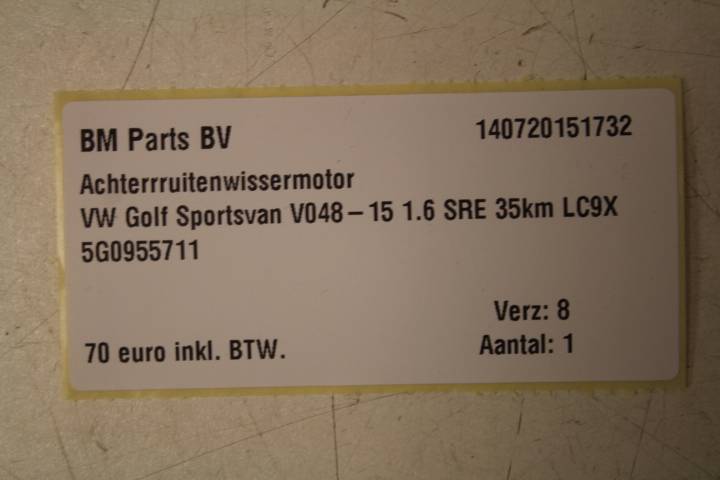 BM Parts BV 140720151732
Achterrruitenwissermotor
VW Golf Sportsvan V048-15 1.6 SRE 35km LC9X
5G0955711
Verz: 8
70 euro inkl. BTW. Aantal: 1